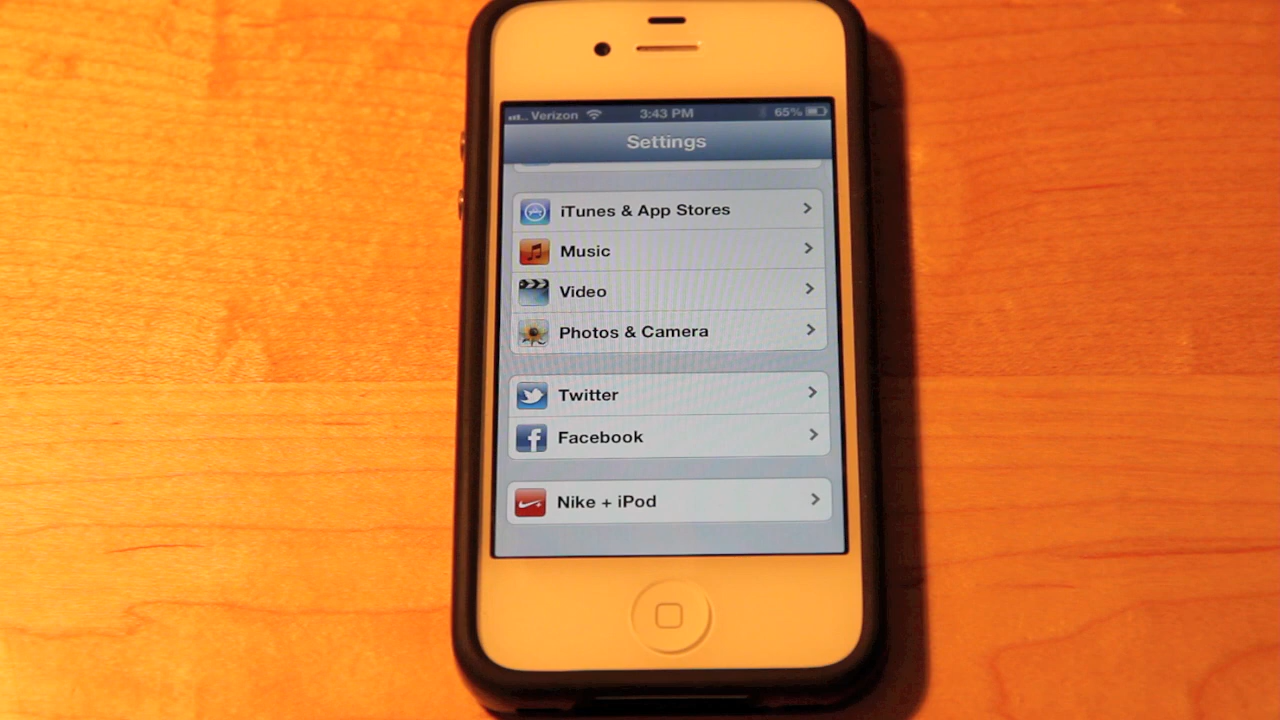 Verizon 3:43 PM 65%
Settings
iTunes & App Stores
Music
Video
Photos & Camera
Twitter
Facebook
Nike + iPod